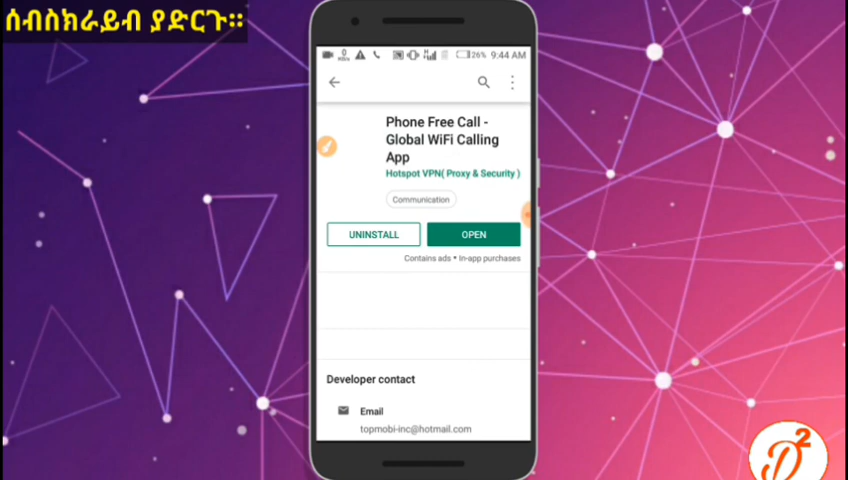 ሰብስክራይብ ያድርጉ።
26% 9:44 AM
Phone Free Call -
Global WiFi Calling
App
Hotspot VPN( Proxy & Security )
Communication
UNINSTALL OPEN
Contains ads • In-app purchases
Developer contact
Email
topmobi-inc@hotmail.com
D2